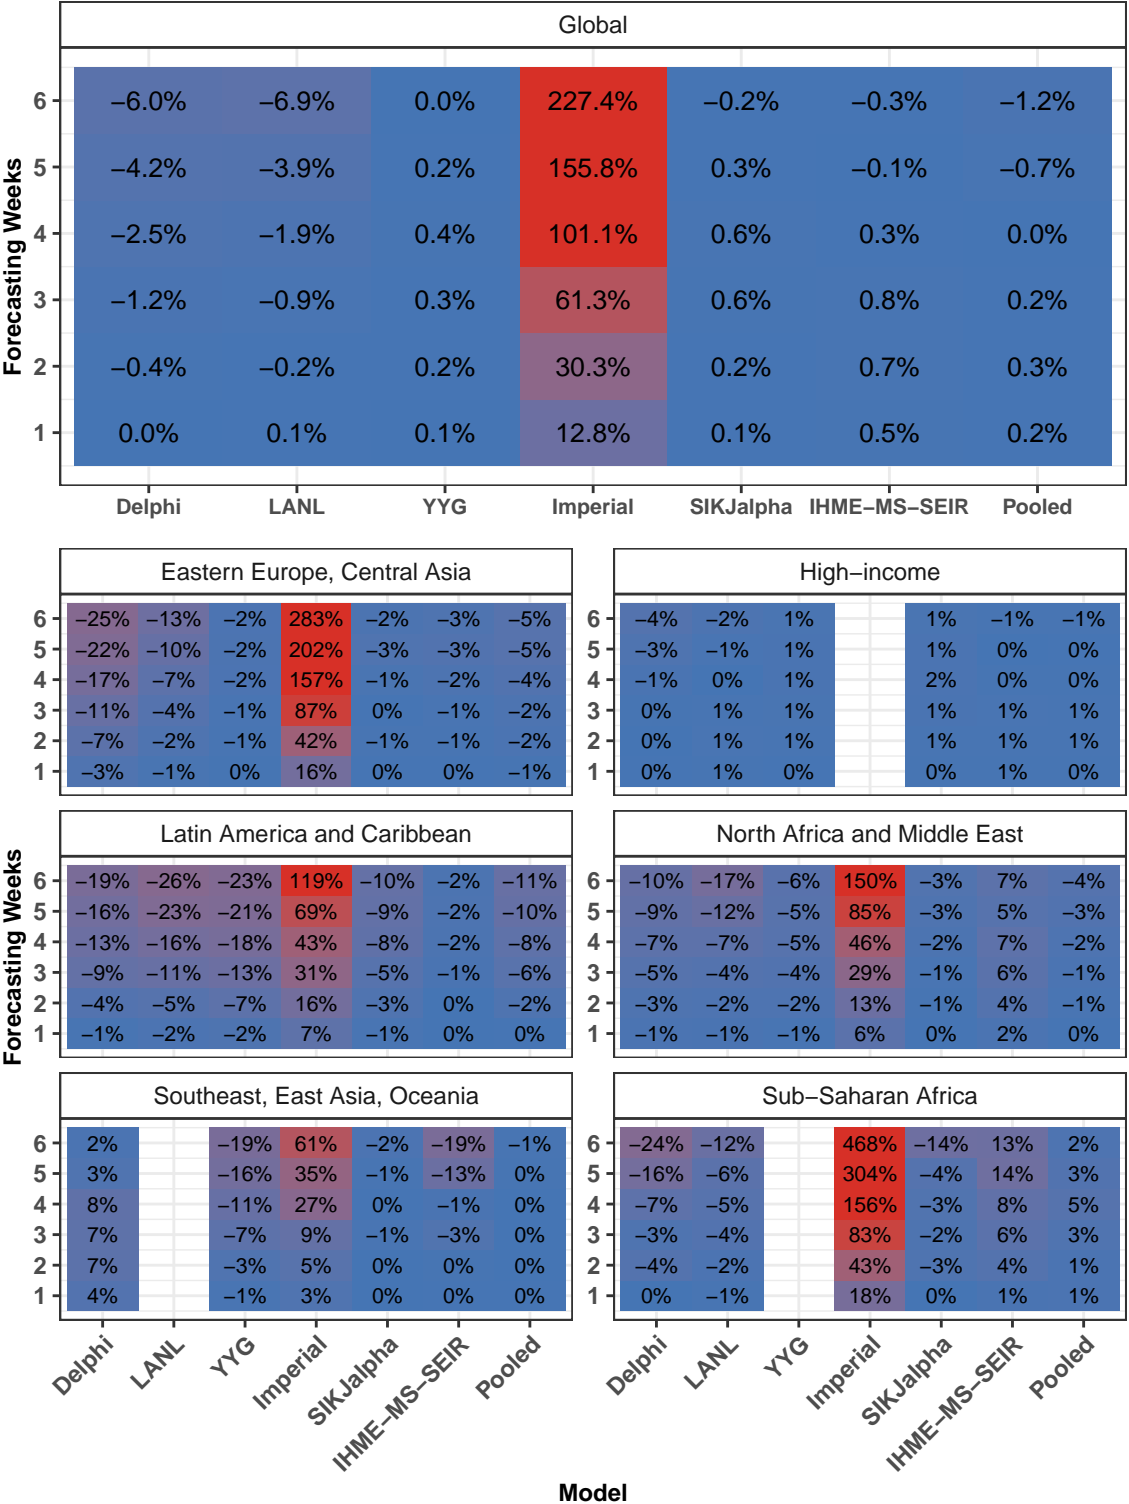 Global
Forecasting Weeks
6 −6.0% −6.9% 0.0% 227.4% −0.2% −0.3% −1.2%
5 −4.2% −3.9% 0.2% 155.8% 0.3% −0.1% −0.7%
4 −2.5% −1.9% 0.4% 101.1% 0.6% 0.3% 0.0%
3 −1.2% −0.9% 0.3% 61.3% 0.6% 0.8% 0.2%
2 −0.4% −0.2% 0.2% 30.3% 0.2% 0.7% 0.3%
1 0.0% 0.1% 0.1% 12.8% 0.1% 0.5% 0.2%
Delphi LANL YYG Imperial SIKJalpha IHME−MS−SEIR Pooled
Forecasting Weeks
Eastern Europe, Central Asia
6 −25% −13% −2% 283% −2% −3% −5%
5 −22% −10% −2% 202% −3% −3% −5%
4 −17% −7% −2% 157% −1% −2% −4%
3 −11% −4% −1% 87% 0% −1% −2%
2 −7% −2% −1% 42% −1% −1% −2%
1 −3% −1% 0% 16% 0% 0% −1%
High−income
−4% −2% 1% 1% −1% −1%
−3% −1% 1% 1% 0% 0%
−1% 0% 1% 2% 0% 0%
0% 1% 1% 1% 1% 1%
0% 1% 1% 1% 1% 1%
0% 1% 0% 0% 1% 0%
Latin America and Caribbean
6 −19% −26% −23% 119% −10% −2% −11%
5 −16% −23% −21% 69% −9% −2% −10%
4 −13% −16% −18% 43% −8% −2% −8%
3 −9% −11% −13% 31% −5% −1% −6%
2 −4% −5% −7% 16% −3% 0% −2%
1 −1% −2% −2% 7% −1% 0% 0%
North Africa and Middle East
−10% −17% −6% 150% −3% 7% −4%
−9% −12% −5% 85% −3% 5% −3%
−7% −7% −5% 46% −2% 7% −2%
−5% −4% −4% 29% −1% 6% −1%
−3% −2% −2% 13% −1% 4% −1%
−1% −1% −1% 6% 0% 2% 0%
Southeast, East Asia, Oceania
6 2% −19% 61% −2% −19% −1%
5 3% −16% 35% −1% −13% 0%
4 8% −11% 27% 0% −1% 0%
3 7% −7% 9% −1% −3% 0%
2 7% −3% 5% 0% 0% 0%
1 4% −1% 3% 0% 0% 0%
Delphi LANL YYG Imperial SIKJalpha IHME−MS−SEIR Pooled
Sub−Saharan Africa
−24% −12% 468% −14% 13% 2%
−16% −6% 304% −4% 14% 3%
−7% −5% 156% −3% 8% 5%
−3% −4% 83% −2% 6% 3%
−4% −2% 43% −3% 4% 1%
0% −1% 18% 0% 1% 1%
Delphi LANL YYG Imperial SIKJalpha IHME−MS−SEIR Pooled
Model